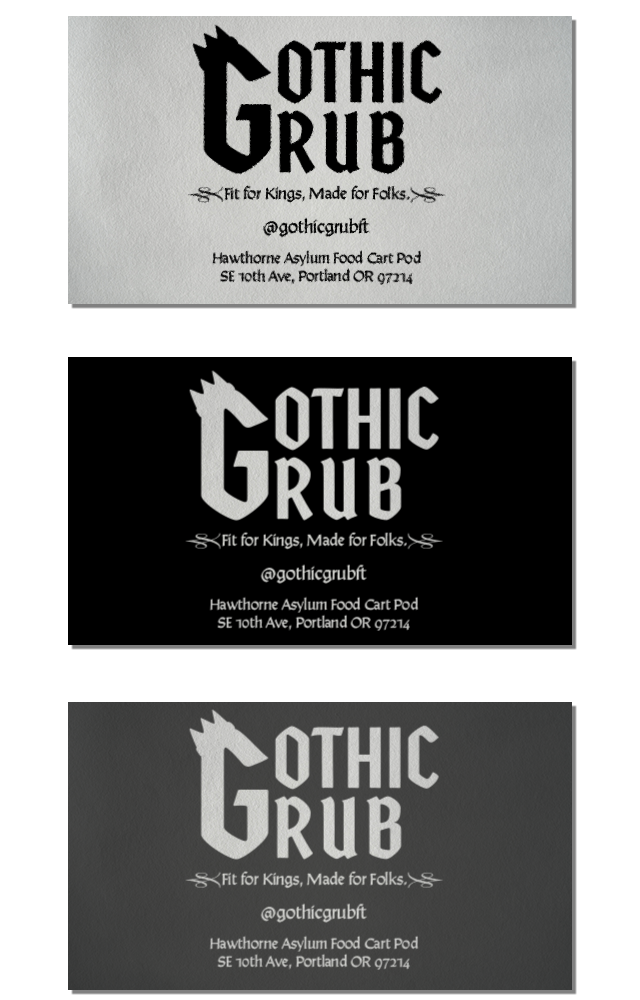 GOTHIC
GRUB
Fit for Kings, Made for Folks.
@gothicgrubft
Hawthorne Asylum Food Cart Pod
SE 10th Ave, Portland OR 97214
GOTHIC
GRUB
Fit for Kings, Made for Folks.
@gothicgrubft
Hawthorne Asylum Food Cart Pod
SE 10th Ave, Portland OR 97214
GOTHIC
GRUB
Fit for Kings, Made for Folks.
@gothicgrubft
Hawthorne Asylum Food Cart Pod
SE 10th Ave, Portland OR 97214